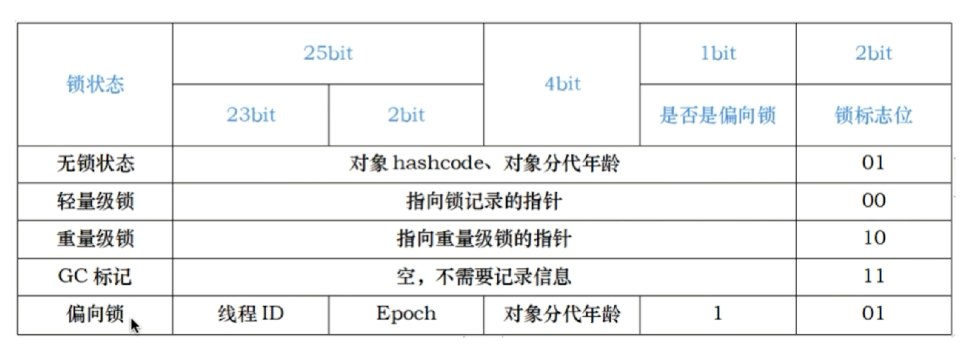 锁状态 25bit 4bit 1bit 2bit
23bit 2bit 是否是偏向锁 锁标志位
无锁状态 对象 hashcode、对象分代年龄 01
轻量级锁 指向锁记录的指针 00
重量级锁 指向重量级锁的指针 10
GC 标记 空，不需要记录信息 11
偏向锁 线程 ID Epoch 对象分代年龄 1 01